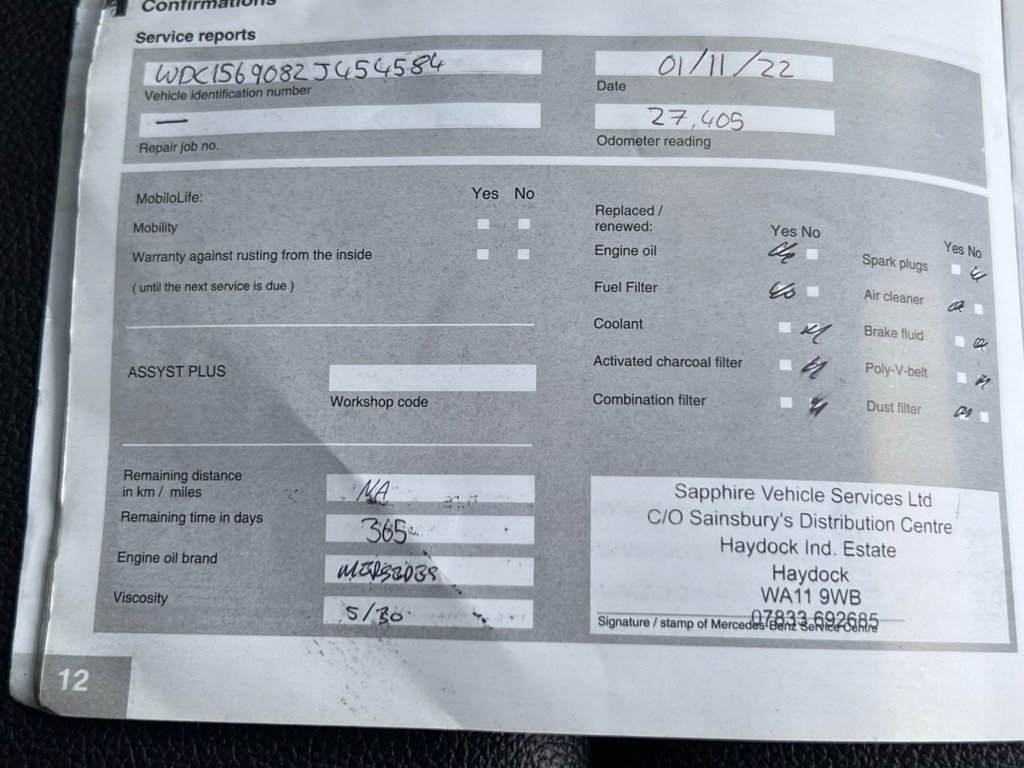 Confirmations
Service reports
WDC1569082J454584
Vehicle identification number
—
Repair job no.
01/11/22
Date
27,405
Odometer reading
MobiloLife:
Yes No
Mobility
Warranty against rusting from the inside
( until the next service is due )
ASSYST PLUS
Workshop code
Remaining distance
in km / miles
NA
Remaining time in days
365
Engine oil brand
MERSEDES
Viscosity
5/30
Replaced /
renewed:
Yes No
Engine oil
Fuel Filter
Coolant
Activated charcoal filter
Combination filter
Yes No
Spark plugs
Air cleaner
Brake fluid
Poly-V-belt
Dust filter
Sapphire Vehicle Services Ltd
C/O Sainsbury's Distribution Centre
Haydock Ind. Estate
Haydock
WA11 9WB
07833 692685
Signature / stamp of Mercedes-Benz Service Centre
12